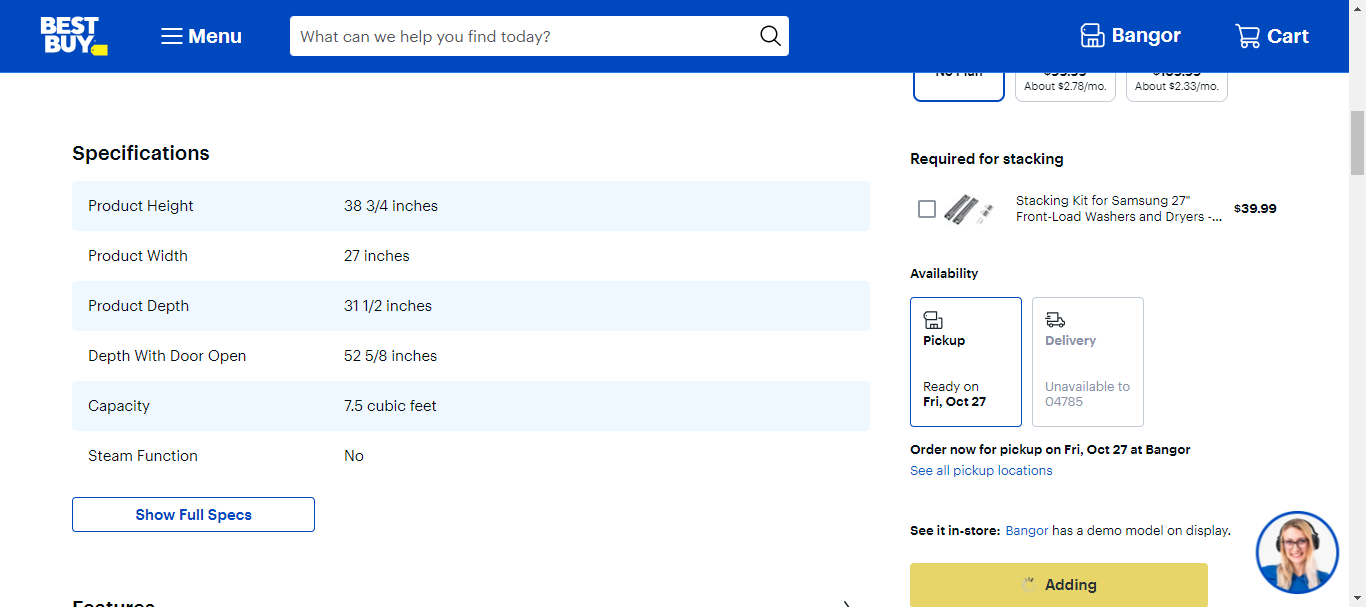 BEST
BUY
Menu
What can we help you find today?
Bangor
Cart
No Plan
About $2.78/mo.
About $2.33/mo.
Specifications
Product Height 38 3/4 inches
Product Width 27 inches
Product Depth 31 1/2 inches
Depth With Door Open 52 5/8 inches
Capacity 7.5 cubic feet
Steam Function No
Show Full Specs
Features
Required for stacking
Stacking Kit for Samsung 27"
Front-Load Washers and Dryers -...
$39.99
Availability
Pickup
Ready on
Fri, Oct 27
Delivery
Unavailable to
04785
Order now for pickup on Fri, Oct 27 at Bangor
See all pickup locations
See it in-store: Bangor has a demo model on display.
Adding